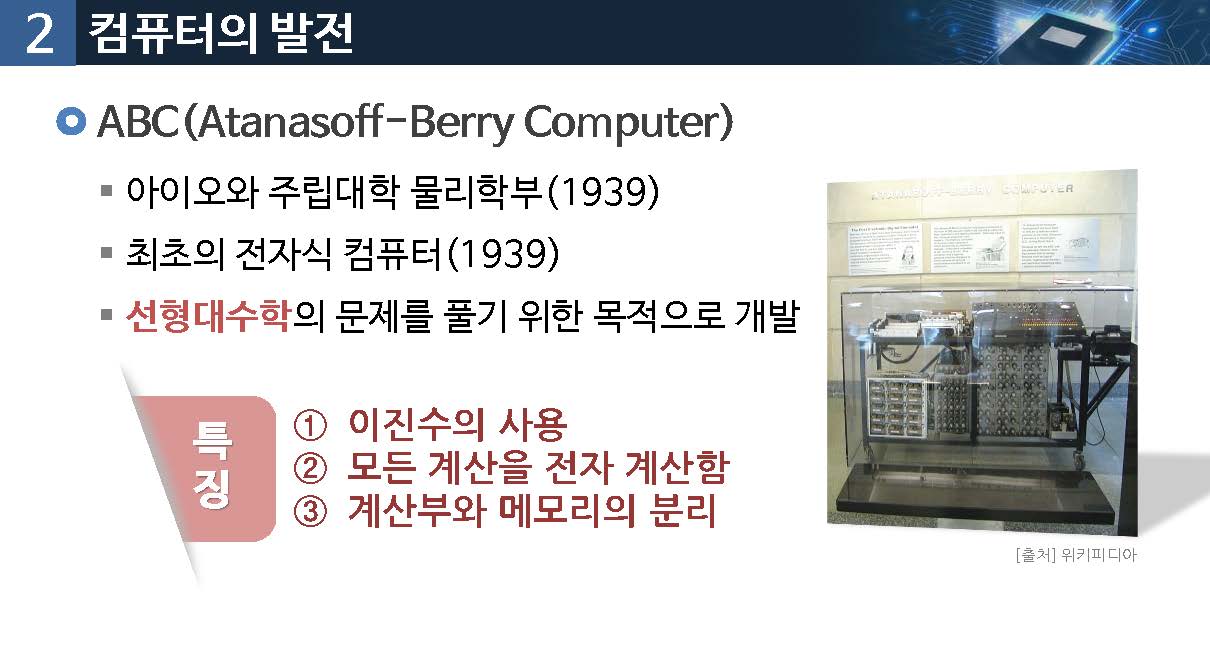 2 컴퓨터의 발전
ABC(Atanasoff-Berry Computer)
아이오와 주립대학 물리학부(1939)
최초의 전자식 컴퓨터(1939)
선형대수학의 문제를 풀기 위한 목적으로 개발
특징
① 이진수의 사용
② 모든 계산을 전자 계산함
③ 계산부와 메모리의 분리
ATANASOFF-BERRY COMPUTER
[출처] 위키피디아